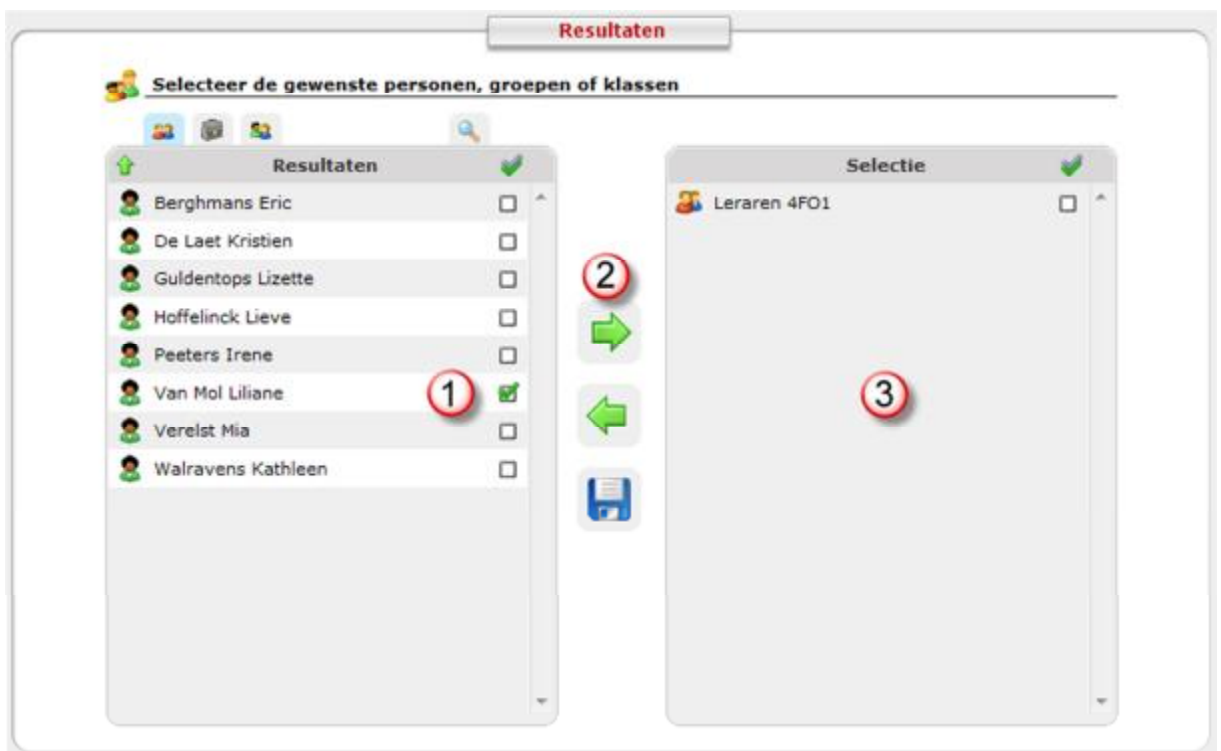 Resultaten
Selecteer de gewenste personen, groepen of klassen
Resultaten
Berghmans Eric
De Laet Kristien
Guldentops Lizette
Hoffelinck Lieve
Peeters Irene
Van Mol Liliane
1
Verelst Mia
Walravens Kathleen
2
Selectie
Leraren 4FO1
3